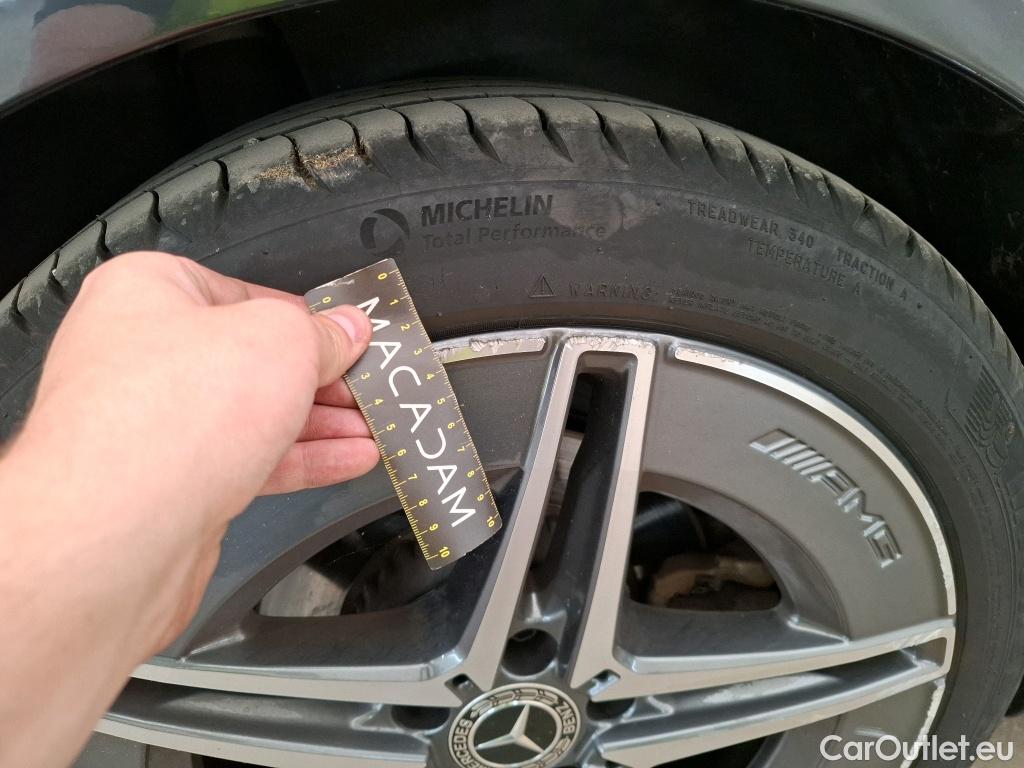 MICHELIN
Total Performance
TREADWEAR 340 TRACTION A
TEMPERATURE A
WARNING:
0 1 2 3 4 5 6 7 8 9 10
MACADAM
0 1 2 3 4 5 6 7 8 9 10
AMG
MERCEDES
BENZ
CarOutlet.eu